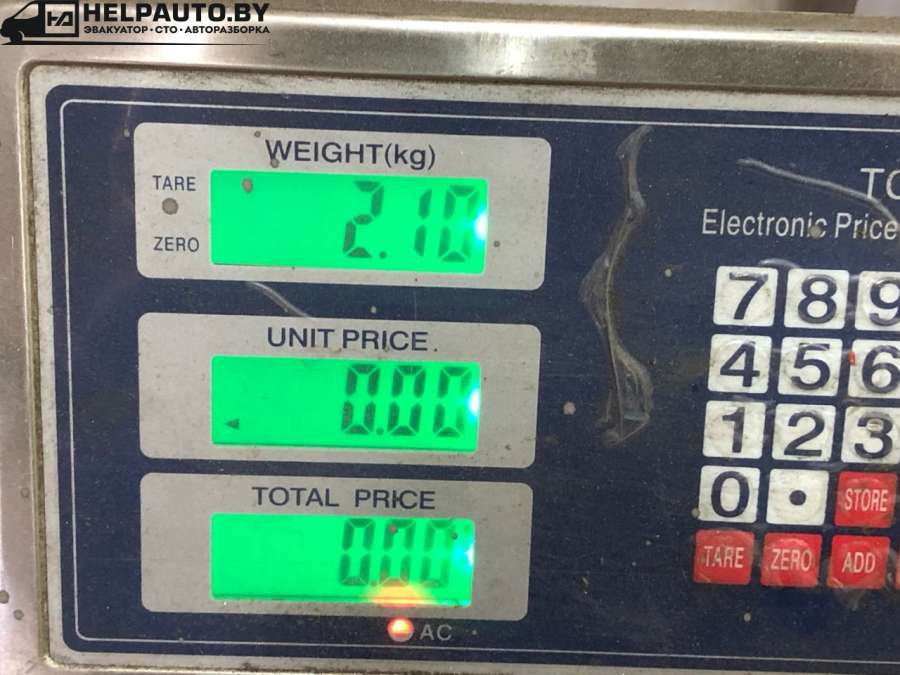 HELPAUTO.BY
ЭВАКУАТОР • СТО • АВТОРАЗБОРКА
WEIGHT(kg)
TARE
2.10
ZERO
UNIT PRICE
0.00
TOTAL PRICE
0.00
AC
Electronic Price
7 8 9
4 5 6
1 2 3
0 • STORE
TARE ZERO ADD